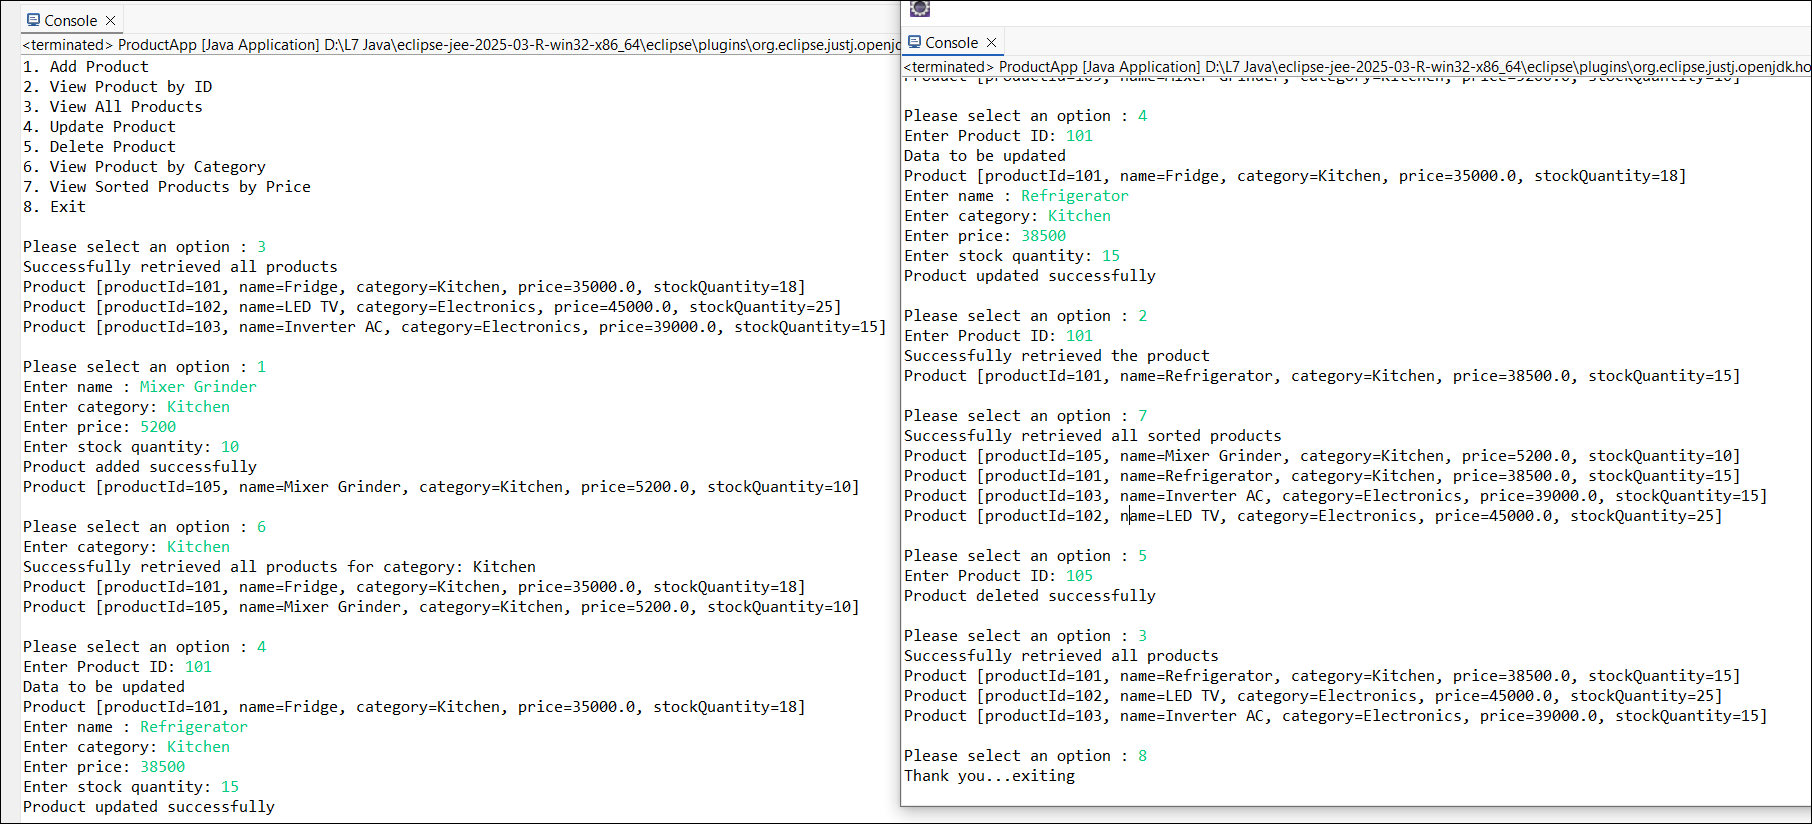 Console
<terminated> ProductApp [Java Application] D:\L7 Java\eclipse-jee-2025-03-R-win32-x86_64\eclipse\plugins\org.eclipse.justj.openjd
1. Add Product
2. View Product by ID
3. View All Products
4. Update Product
5. Delete Product
6. View Product by Category
7. View Sorted Products by Price
8. Exit
Please select an option : 3
Successfully retrieved all products
Product [productId=101, name=Fridge, category=Kitchen, price=35000.0, stockQuantity=18]
Product [productId=102, name=LED TV, category=Electronics, price=45000.0, stockQuantity=25]
Product [productId=103, name=Inverter AC, category=Electronics, price=39000.0, stockQuantity=15]
Please select an option : 1
Enter name : Mixer Grinder
Enter category: Kitchen
Enter price: 5200
Enter stock quantity: 10
Product added successfully
Product [productId=105, name=Mixer Grinder, category=Kitchen, price=5200.0, stockQuantity=10]
Please select an option : 6
Enter category: Kitchen
Successfully retrieved all products for category: Kitchen
Product [productId=101, name=Fridge, category=Kitchen, price=35000.0, stockQuantity=18]
Product [productId=105, name=Mixer Grinder, category=Kitchen, price=5200.0, stockQuantity=10]
Please select an option : 4
Enter Product ID: 101
Data to be updated
Product [productId=101, name=Fridge, category=Kitchen, price=35000.0, stockQuantity=18]
Enter name : Refrigerator
Enter category: Kitchen
Enter price: 38500
Enter stock quantity: 15
Product updated successfully
Console
<terminated> ProductApp [Java Application] D:\L7 Java\eclipse-jee-2025-03-R-win32-x86_64\eclipse\plugins\org.eclipse.justj.openjdk.ho
Product [productId=105, name=Mixer Grinder, category=Kitchen, price=5200.0, stockQuantity=10]
Please select an option : 4
Enter Product ID: 101
Data to be updated
Product [productId=101, name=Fridge, category=Kitchen, price=35000.0, stockQuantity=18]
Enter name : Refrigerator
Enter category: Kitchen
Enter price: 38500
Enter stock quantity: 15
Product updated successfully
Please select an option : 2
Enter Product ID: 101
Successfully retrieved the product
Product [productId=101, name=Refrigerator, category=Kitchen, price=38500.0, stockQuantity=15]
Please select an option : 7
Successfully retrieved all sorted products
Product [productId=105, name=Mixer Grinder, category=Kitchen, price=5200.0, stockQuantity=10]
Product [productId=101, name=Refrigerator, category=Kitchen, price=38500.0, stockQuantity=15]
Product [productId=103, name=Inverter AC, category=Electronics, price=39000.0, stockQuantity=15]
Product [productId=102, name=LED TV, category=Electronics, price=45000.0, stockQuantity=25]
Please select an option : 5
Enter Product ID: 105
Product deleted successfully
Please select an option : 3
Successfully retrieved all products
Product [productId=101, name=Refrigerator, category=Kitchen, price=38500.0, stockQuantity=15]
Product [productId=102, name=LED TV, category=Electronics, price=45000.0, stockQuantity=25]
Product [productId=103, name=Inverter AC, category=Electronics, price=39000.0, stockQuantity=15]
Please select an option : 8
Thank you...exiting